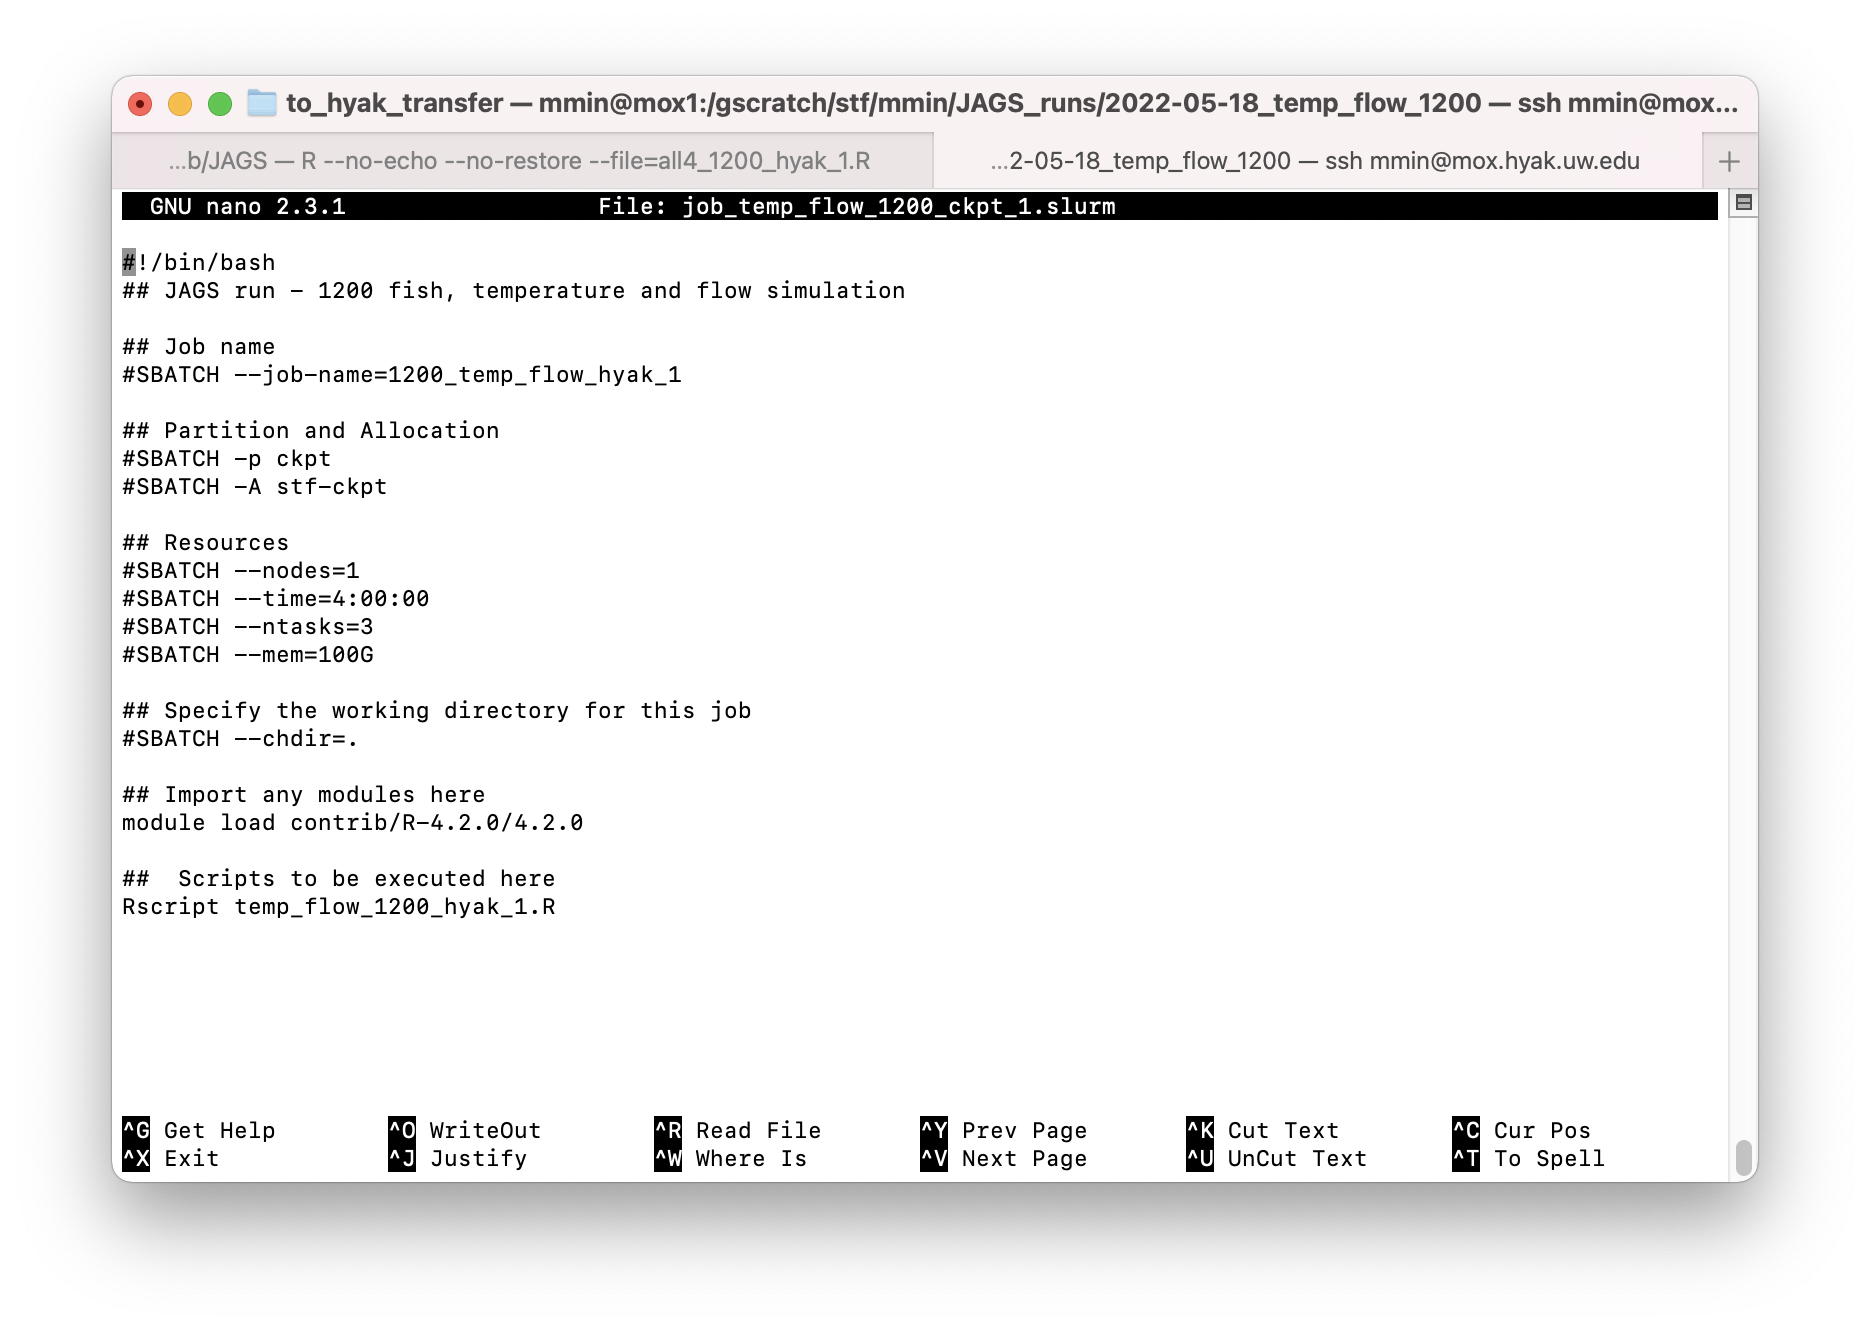 to_hyak_transfer — mmin@mox1:/gscratch/stf/mmin/JAGS_runs/2022-05-18_temp_flow_1200 — ssh mmin@mox...
...b/JAGS — R --no-echo --no-restore --file=all4_1200_hyak_1.R
...2-05-18_temp_flow_1200 — ssh mmin@mox.hyak.uw.edu
+
GNU nano 2.3.1 File: job_temp_flow_1200_ckpt_1.slurm
#!/bin/bash
## JAGS run - 1200 fish, temperature and flow simulation
## Job name
#SBATCH --job-name=1200_temp_flow_hyak_1
## Partition and Allocation
#SBATCH -p ckpt
#SBATCH -A stf-ckpt
## Resources
#SBATCH --nodes=1
#SBATCH --time=4:00:00
#SBATCH --ntasks=3
#SBATCH --mem=100G
## Specify the working directory for this job
#SBATCH --chdir=.
## Import any modules here
module load contrib/R-4.2.0/4.2.0
##  Scripts to be executed here
Rscript temp_flow_1200_hyak_1.R
^G Get Help ^O WriteOut ^R Read File ^Y Prev Page ^K Cut Text ^C Cur Pos
^X Exit ^J Justify ^W Where Is ^V Next Page ^U UnCut Text ^T To Spell